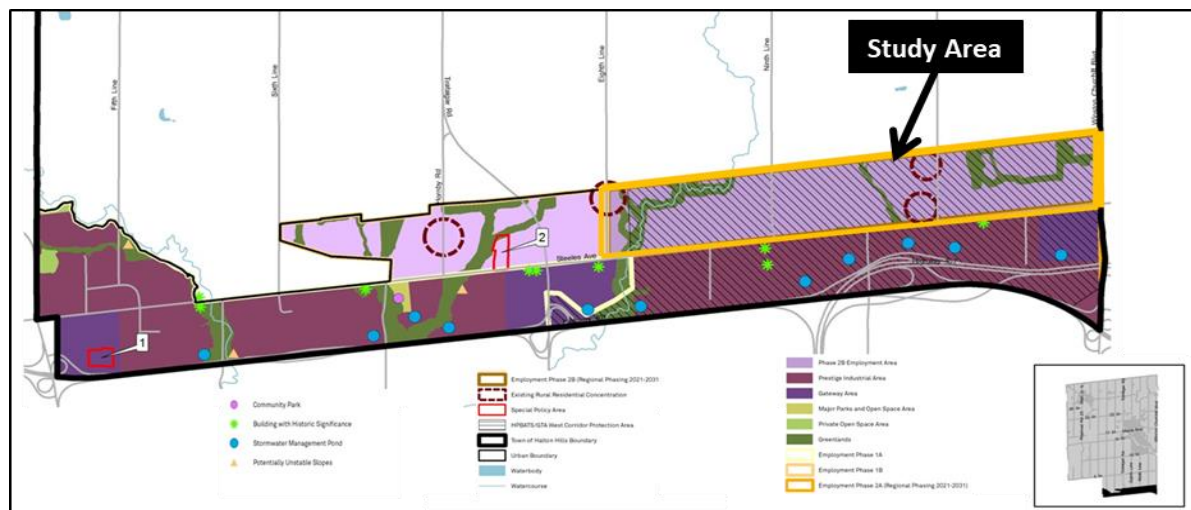 Study Area
Fifth Line
Sixth Line
Trafalgar Rd
Hornby Rd
Eighth Line
Ninth Line
Winston Churchill Blvd
Steeles Ave
1
2
Community Park
Building with Historic Significance
Stormwater Management Pond
Potentially Unstable Slopes
Employment Phase 2B (Regional Phasing 2021-2031
Existing Rural Residential Concentration
Special Policy Area
HPBATS/GTA West Corridor Protection Area
Town of Halton Hills Boundary
Urban Boundary
Waterbody
Watercourse
Phase 2B Employment Area
Prestige Industrial Area
Gateway Area
Major Parks and Open Space Area
Private Open Space Area
Greenlands
Employment Phase 1A
Employment Phase 1B
Employment Phase 2A (Regional Phasing 2021-2031)